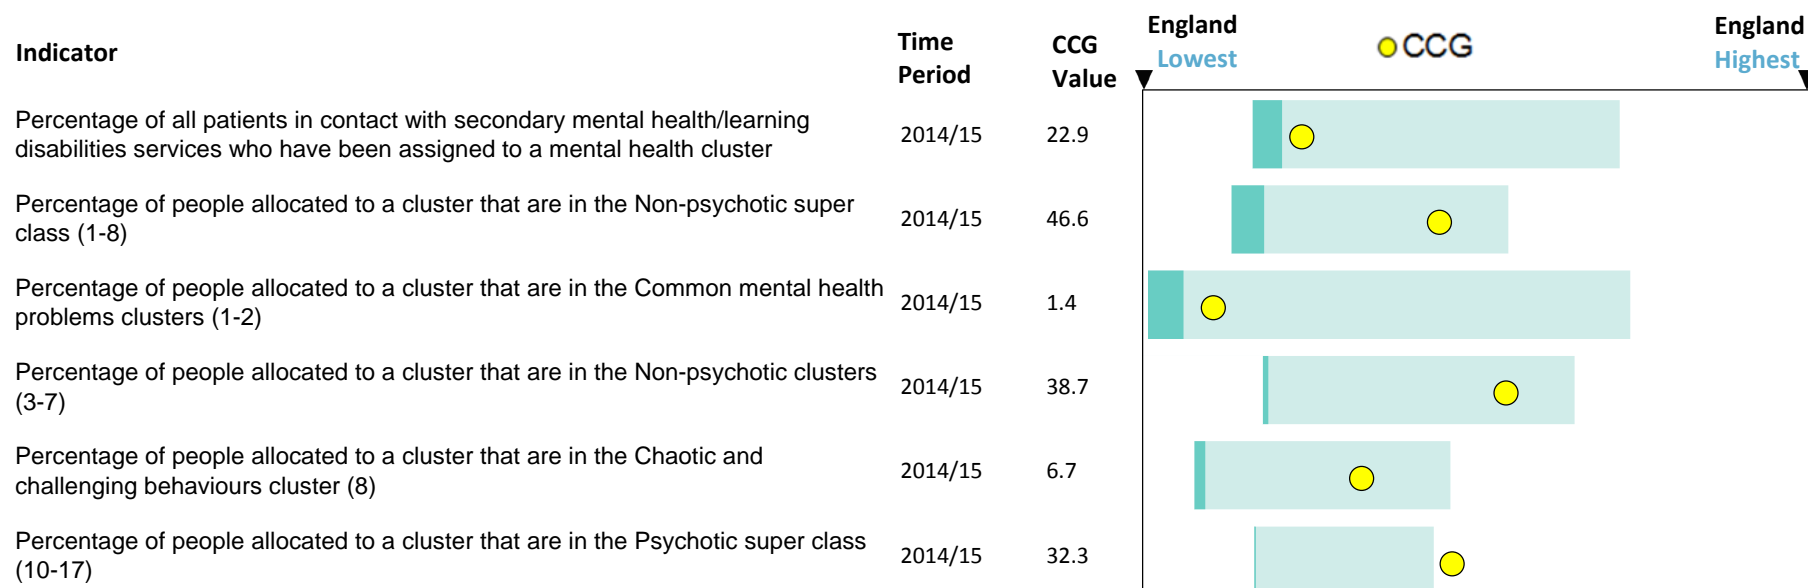 Indicator
Time
Period
CCG
Value
England
Lowest
CCG
England
Highest
Percentage of all patients in contact with secondary mental health/learning
disabilities services who have been assigned to a mental health cluster
2014/15
22.9
Percentage of people allocated to a cluster that are in the Non-psychotic super
class (1-8)
2014/15
46.6
Percentage of people allocated to a cluster that are in the Common mental health
problems clusters (1-2)
2014/15
1.4
Percentage of people allocated to a cluster that are in the Non-psychotic clusters
(3-7)
2014/15
38.7
Percentage of people allocated to a cluster that are in the Chaotic and
challenging behaviours cluster (8)
2014/15
6.7
Percentage of people allocated to a cluster that are in the Psychotic super class
(10-17)
2014/15
32.3